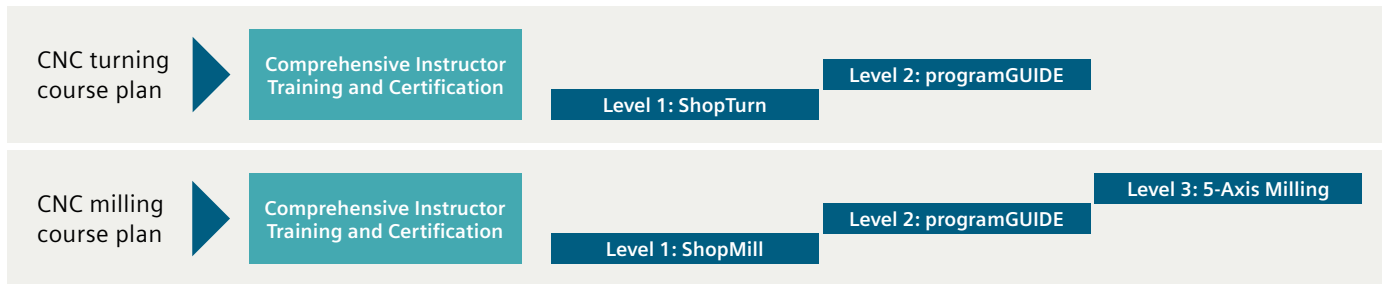 CNC turning
course plan
Comprehensive Instructor
Training and Certification
Level 1: ShopTurn
Level 2: programGUIDE
CNC milling
course plan
Comprehensive Instructor
Training and Certification
Level 1: ShopMill
Level 2: programGUIDE
Level 3: 5-Axis Milling